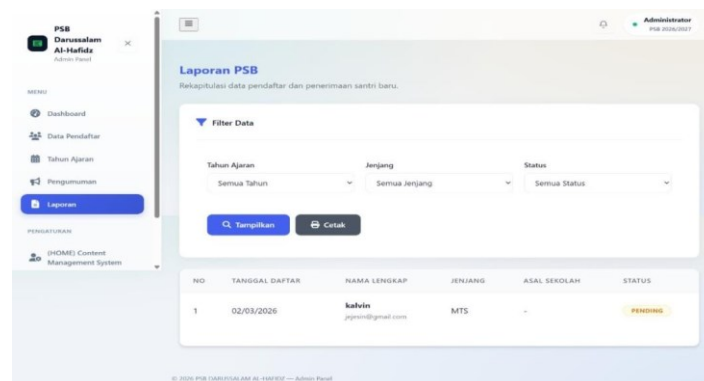 PSB
Darussalam
Al-Hafidz
Admin Panel
MENU
Dashboard
Data Pendaftar
Tahun Ajaran
Pengumuman
Laporan
PENGATURAN
(HOME) Content
Management System
Administrator
PSB 2026/2027
Laporan PSB
Rekapitulasi data pendaftar dan penerimaan santri baru.
Filter Data
Tahun Ajaran Jenjang Status
Semua Tahun Semua Jenjang Semua Status
Tampilkan Cetak
NO TANGGAL DAFTAR NAMA LENGKAP JENJANG ASAL SEKOLAH STATUS
1 02/03/2026 kalvin MTS - PENDING
jejesin@gmail.com
© 2026 PSB DARUSSALAM AL-HAFIDZ — Admin Panel